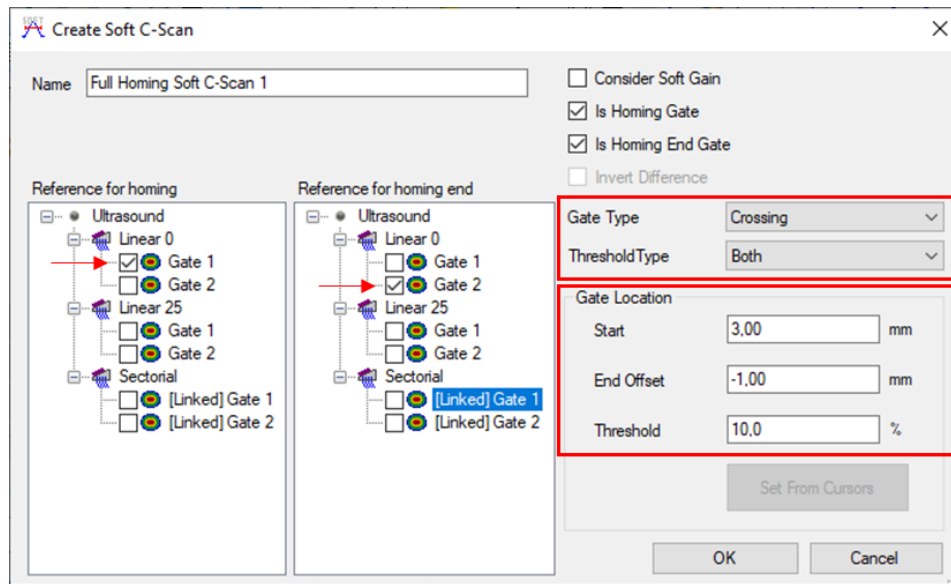 Create Soft C-Scan
Name Full Homing Soft C-Scan 1
Consider Soft Gain
Is Homing Gate
Is Homing End Gate
Invert Difference
Reference for homing
Ultrasound
Linear 0
Gate 1
Gate 2
Linear 25
Gate 1
Gate 2
Sectorial
[Linked] Gate 1
[Linked] Gate 2
Reference for homing end
Ultrasound
Linear 0
Gate 1
Gate 2
Linear 25
Gate 1
Gate 2
Sectorial
[Linked] Gate 1
[Linked] Gate 2
Gate Type Crossing
ThresholdType Both
Gate Location
Start 3,00 mm
End Offset -1,00 mm
Threshold 10,0 %
Set From Cursors
OK Cancel